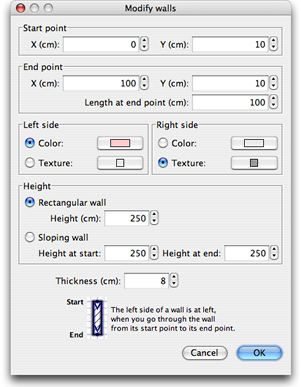 Modify walls
Start point
X (cm): 0 Y (cm): 10
End point
X (cm): 100 Y (cm): 10
Length at end point (cm): 100
Left side Right side
Color: Color:
Texture: Texture:
Height
Rectangular wall
Height (cm): 250
Sloping wall
Height at start: 250 Height at end: 250
Thickness (cm): 8
Start
The left side of a wall is at left,
when you go through the wall
from its start point to its end point.
End
Cancel OK